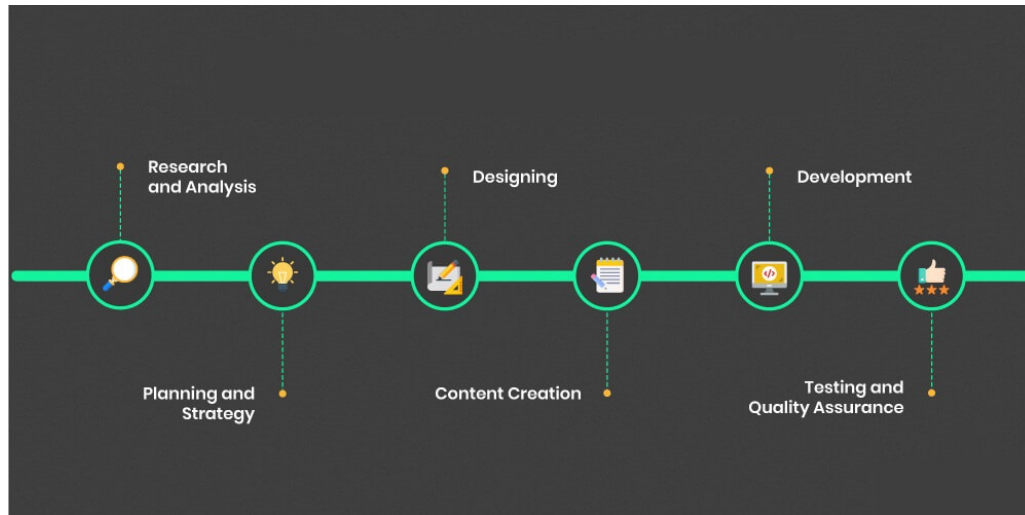 Research
and Analysis
Planning and
Strategy
Designing
Content Creation
Development
Testing and
Quality Assurance